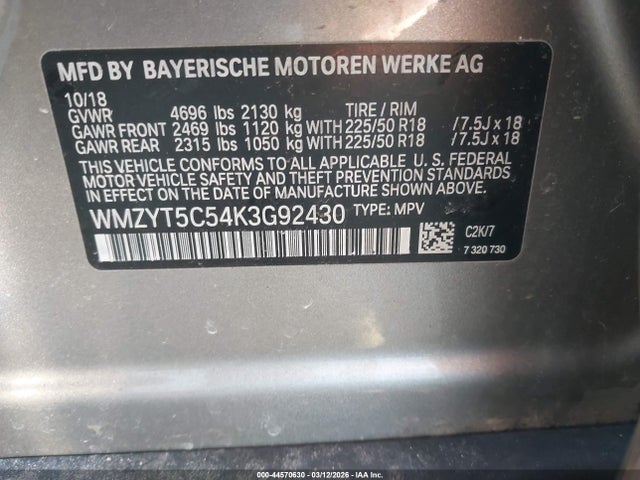 MFD BY BAYERISCHE MOTOREN WERKE AG
10/18
GVWR 4696 lbs 2130 kg TIRE / RIM
GAWR FRONT 2469 lbs 1120 kg WITH 225/50 R18 /7.5J x 18
GAWR REAR 2315 lbs 1050 kg WITH 225/50 R18 /7.5J x 18
THIS VEHICLE CONFORMS TO ALL APPLICABLE U. S. FEDERAL
MOTOR VEHICLE SAFETY AND THEFT PREVENTION STANDARDS
IN EFFECT ON THE DATE OF MANUFACTURE SHOWN ABOVE.
WMZYT5C54K3G92430 TYPE: MPV
C2K/7
7 320 730
000-44570630 - 03/12/2026 - IAA Inc.